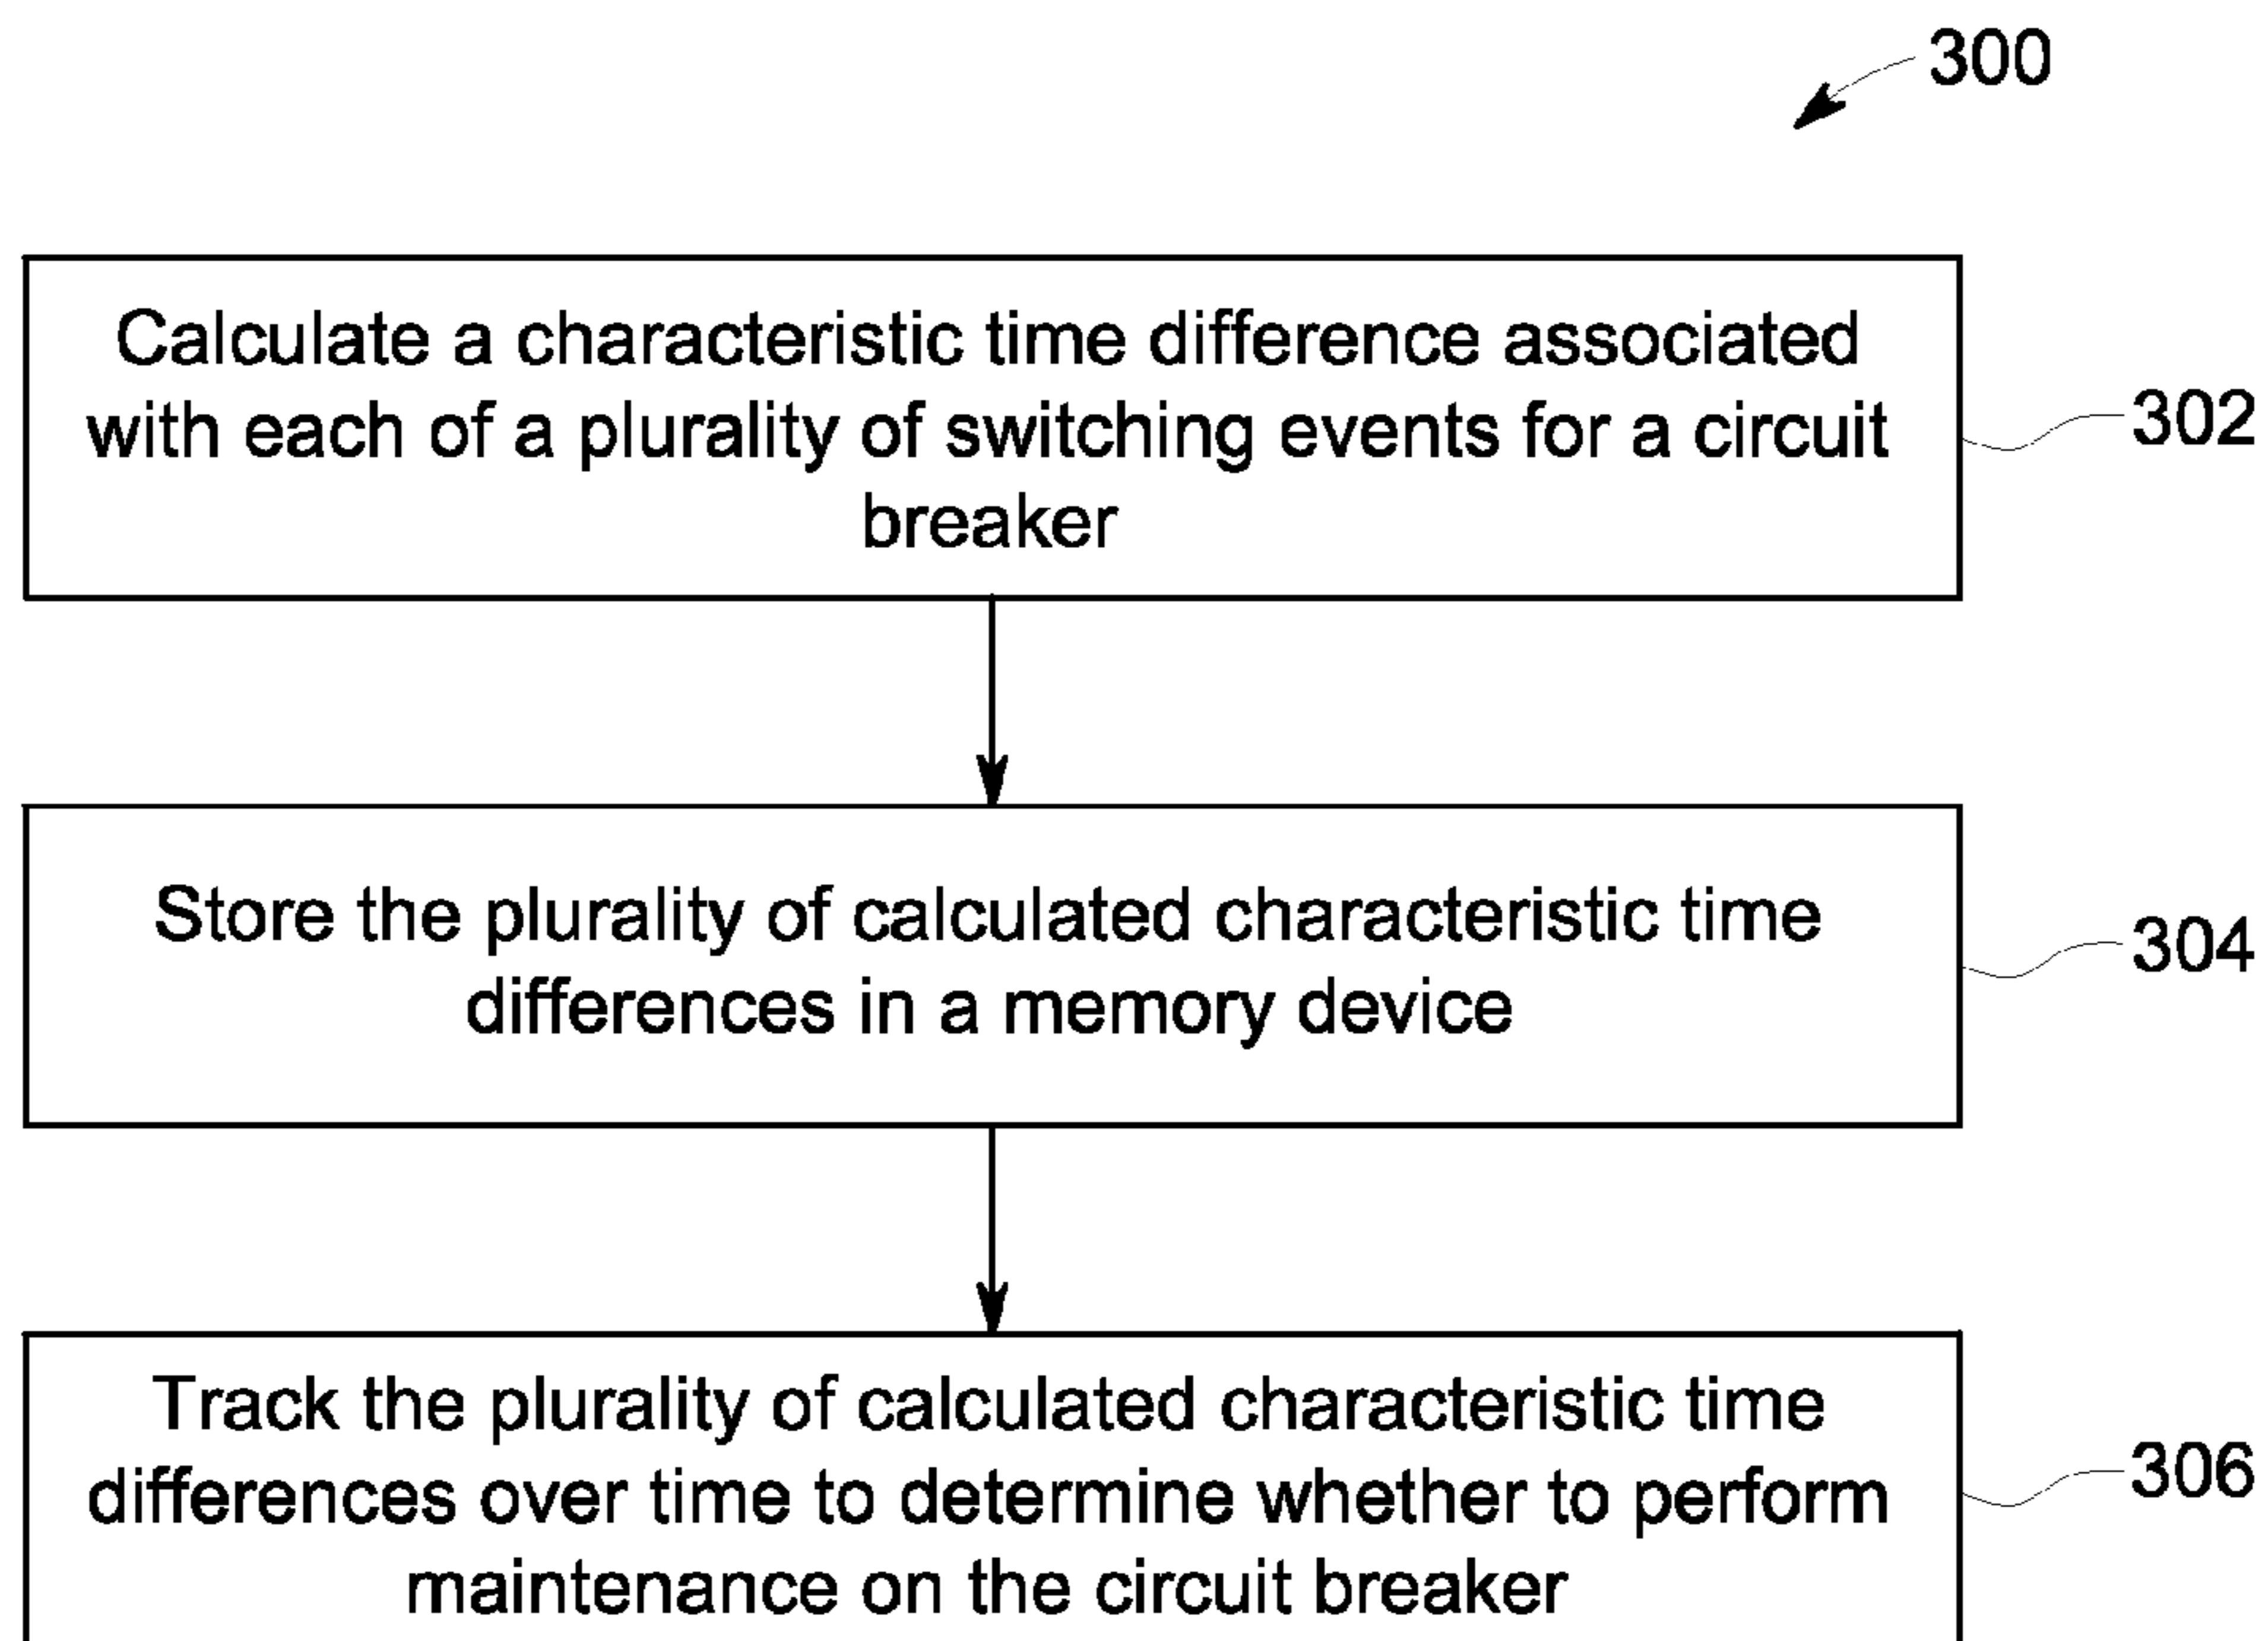 300
Calculate a characteristic time difference associated
with each of a plurality of switching events for a circuit
breaker
302
Store the plurality of calculated characteristic time
differences in a memory device
304
Track the plurality of calculated characteristic time
differences over time to determine whether to perform
maintenance on the circuit breaker
306